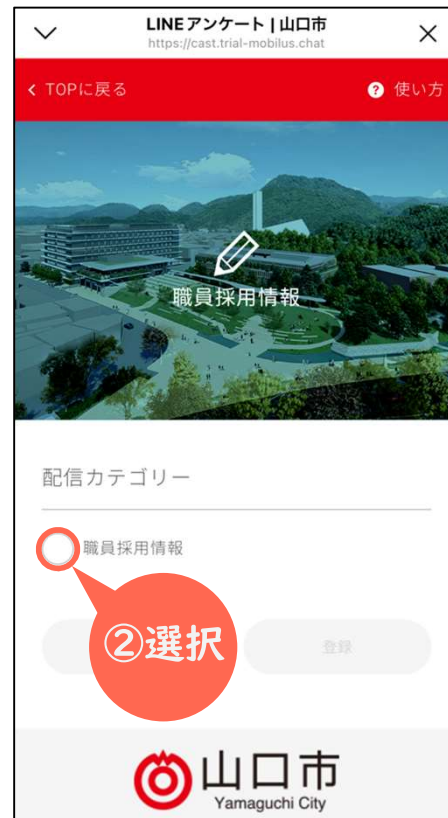 LINEアンケート | 山口市
https://cast.trial-mobilus.chat
TOPに戻る
? 使い方
職員採用情報
配信カテゴリー
職員採用情報
②選択
登録
山口市
Yamaguchi City